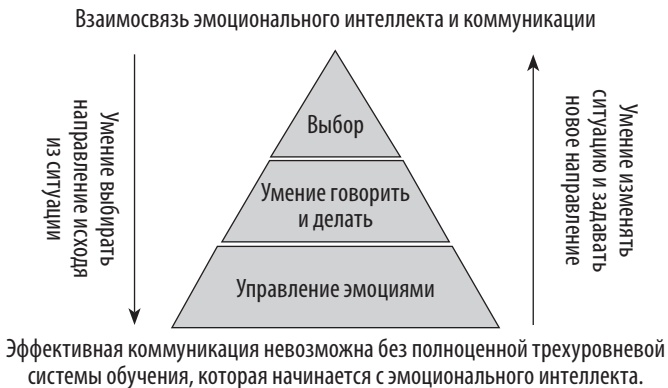 Взаимосвязь эмоционального интеллекта и коммуникации
Умение выбирать
направление исходя
из ситуации
Выбор
Умение говорить
и делать
Управление эмоциями
Умение изменять
ситуацию и задавать
новое направление
Эффективная коммуникация невозможна без полноценной трехуровневой
системы обучения, которая начинается с эмоционального интеллекта.